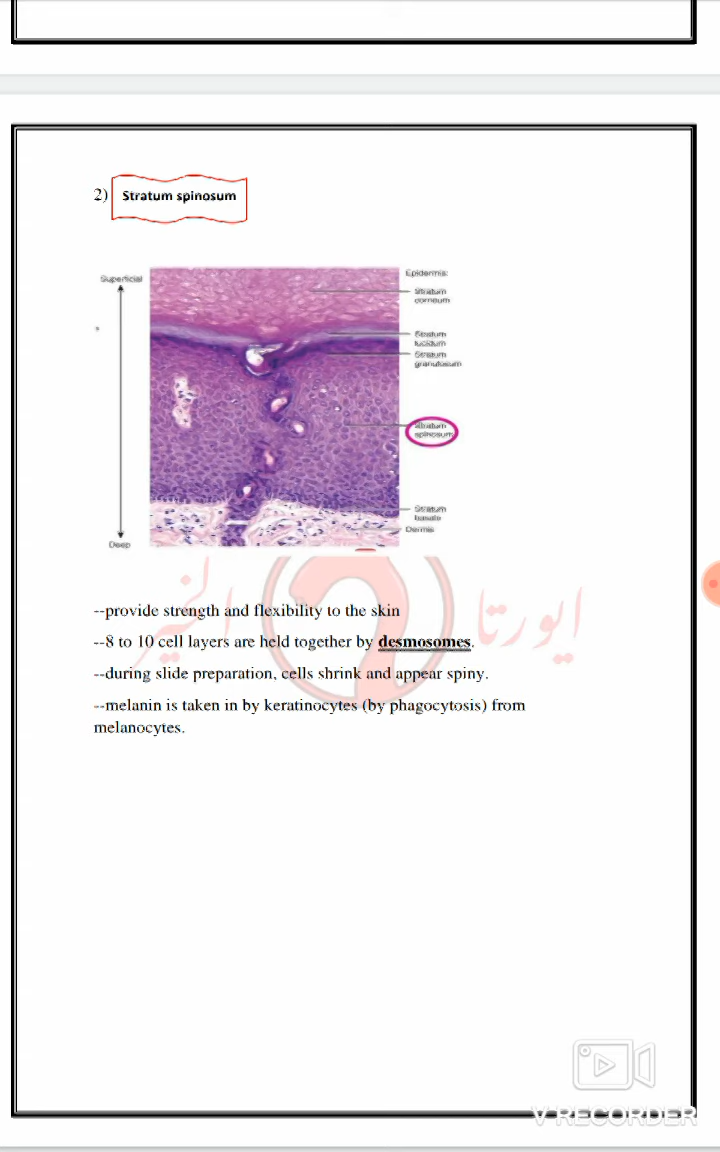 2) Stratum spinosum
Superficial
Deep
Epidermis:
Stratum
corneum
Stratum
lucidum
Stratum
granulosum
Stratum
spinosum
Stratum
basale
Dermis
ايورتا
الخير
--provide strength and flexibility to the skin
--8 to 10 cell layers are held together by desmosomes.
--during slide preparation, cells shrink and appear spiny.
--melanin is taken in by keratinocytes (by phagocytosis) from
melanocytes.
V RECORDER